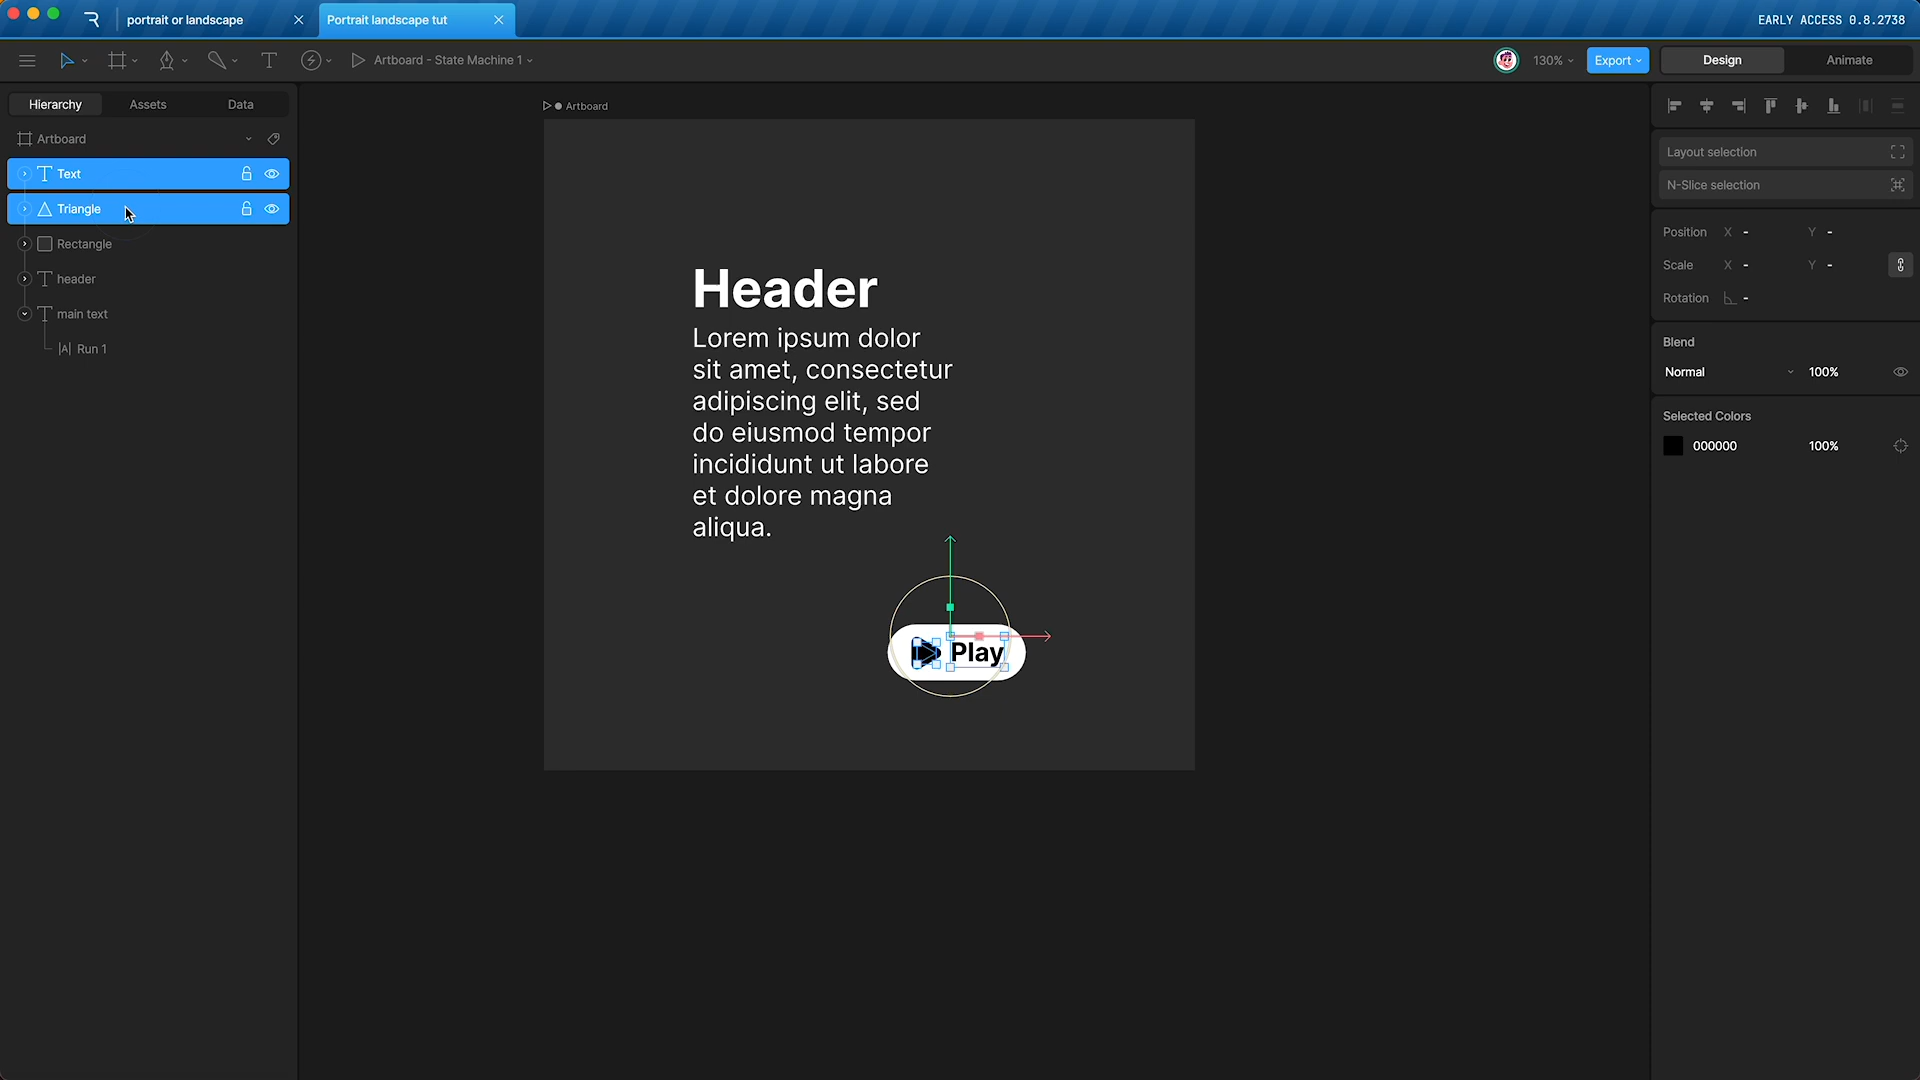 portrait or landscape
Portrait landscape tut
EARLY ACCESS 0.8.2738
Artboard - State Machine 1
130%
Export
Design
Animate
Hierarchy
Assets
Data
Artboard
Text
Triangle
Rectangle
header
main text
Run 1
Artboard
Header
Lorem ipsum dolor
sit amet, consectetur
adipiscing elit, sed
do eiusmod tempor
incididunt ut labore
et dolore magna
aliqua.
Play
Layout selection
N-Slice selection
Position X - Y -
Scale X - Y -
Rotation -
Blend
Normal 100%
Selected Colors
000000 100%